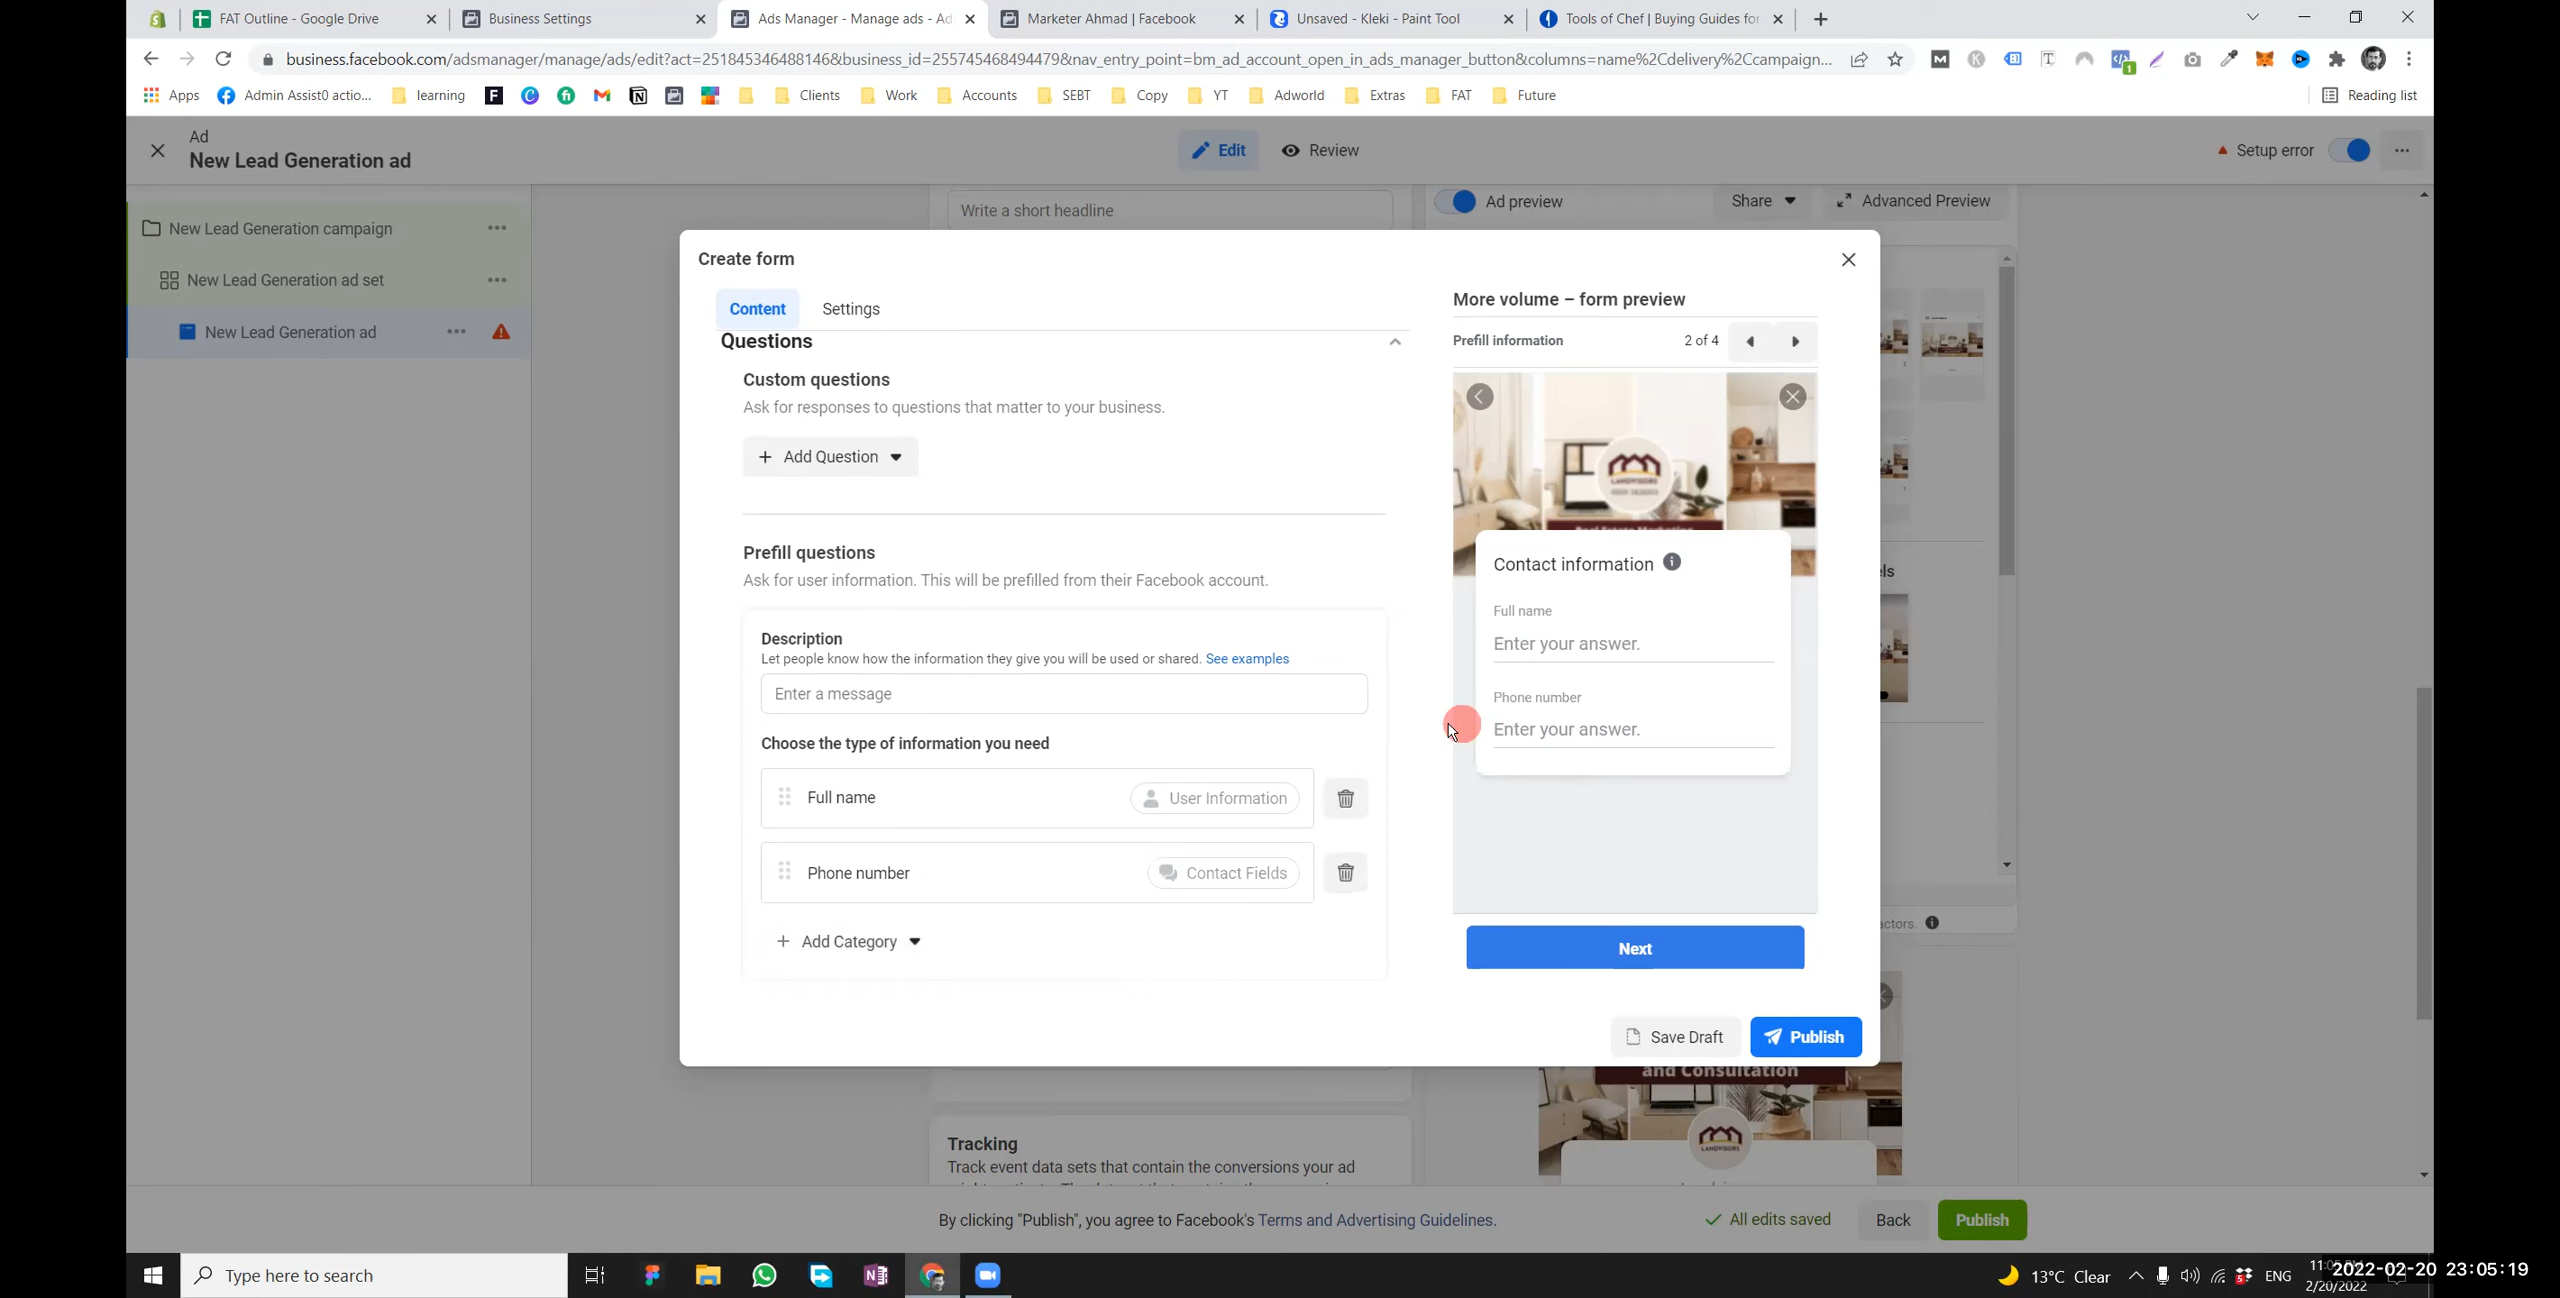 FAT Outline - Google Drive
Business Settings
Ads Manager - Manage ads - Ad
Marketer Ahmad | Facebook
Unsaved - Kleki - Paint Tool
Tools of Chef | Buying Guides for
business.facebook.com/adsmanager/manage/ads/edit?act=251845346488146&business_id=255745468494479&nav_entry_point=bm_ad_account_open_in_ads_manager_button&columns=name%2Cdelivery%2Ccampaign...
Apps
Admin Assist0 actio...
learning
Clients
Work
Accounts
SEBT
Copy
YT
Adworld
Extras
FAT
Future
Reading list
Ad
New Lead Generation ad
Edit
Review
Setup error
New Lead Generation campaign
New Lead Generation ad set
New Lead Generation ad
Write a short headline
Ad preview
Share
Advanced Preview
Create form
Content
Settings
Questions
Custom questions
Ask for responses to questions that matter to your business.
+ Add Question
Prefill questions
Ask for user information. This will be prefilled from their Facebook account.
Description
Let people know how the information they give you will be used or shared. See examples
Enter a message
Choose the type of information you need
Full name
User Information
Phone number
Contact Fields
+ Add Category
More volume – form preview
Prefill information
2 of 4
LANDVISORS
Contact information
Full name
Enter your answer.
Phone number
Enter your answer.
Next
Save Draft
Publish
els
actors.
and Consultation
LANDVISORS
Tracking
Track event data sets that contain the conversions your ad
By clicking "Publish", you agree to Facebook's Terms and Advertising Guidelines.
All edits saved
Back
Publish
Type here to search
13°C Clear
ENG
2/20/2022
2022-02-20 23:05:19